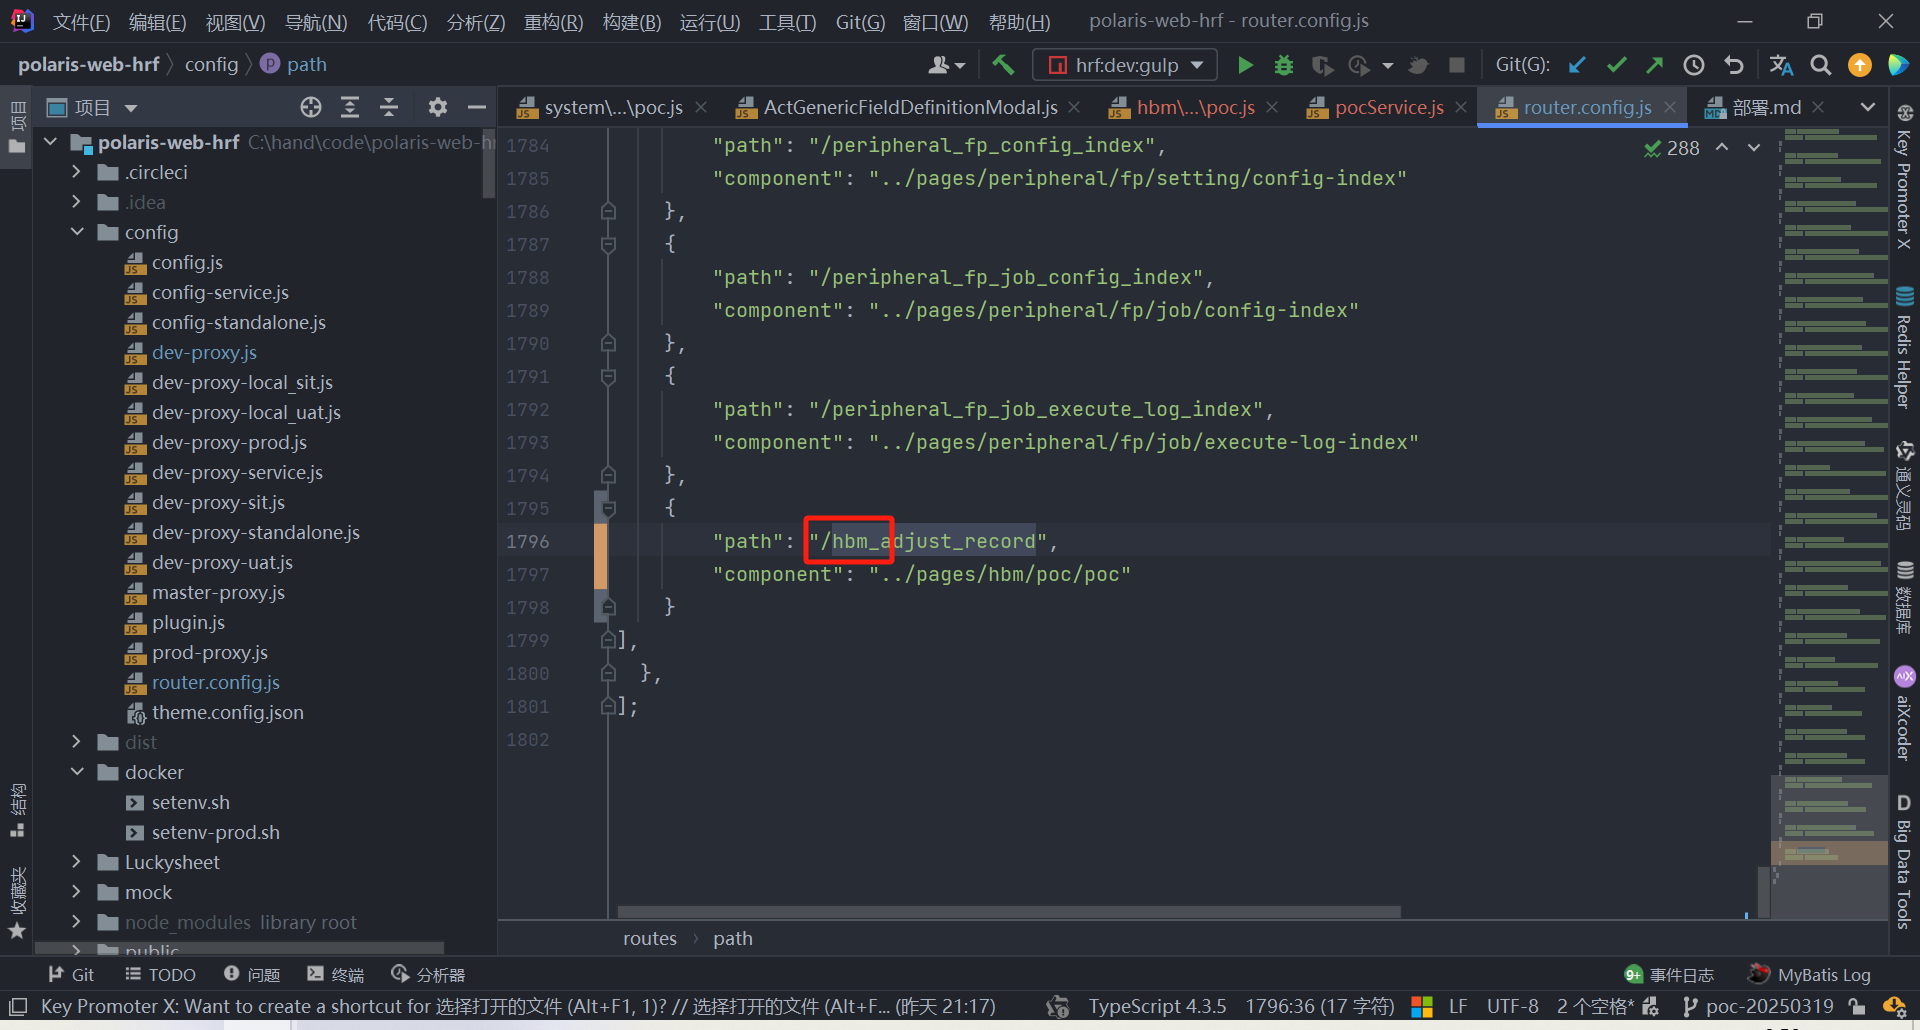 文件(F) 编辑(E) 视图(V) 导航(N) 代码(C) 分析(Z) 重构(R) 构建(B) 运行(U) 工具(T) Git(G) 窗口(W) 帮助(H) polaris-web-hrf - router.config.js
polaris-web-hrf config path
hrf:dev:gulp Git(G):
项目
system\...\poc.js ActGenericFieldDefinitionModal.js hbm\...\poc.js pocService.js router.config.js 部署.md
项目
polaris-web-hrf C:\hand\code\polaris-web-hr
.circleci
.idea
config
config.js
config-service.js
config-standalone.js
dev-proxy.js
dev-proxy-local_sit.js
dev-proxy-local_uat.js
dev-proxy-prod.js
dev-proxy-service.js
dev-proxy-sit.js
dev-proxy-standalone.js
dev-proxy-uat.js
master-proxy.js
plugin.js
prod-proxy.js
router.config.js
theme.config.json
dist
docker
setenv.sh
setenv-prod.sh
Luckysheet
mock
node_modules library root
public
结构
收藏夹
288
1784 "path": "/peripheral_fp_config_index",
1785 "component": "../pages/peripheral/fp/setting/config-index"
1786 },
1787 {
1788 "path": "/peripheral_fp_job_config_index",
1789 "component": "../pages/peripheral/fp/job/config-index"
1790 },
1791 {
1792 "path": "/peripheral_fp_job_execute_log_index",
1793 "component": "../pages/peripheral/fp/job/execute-log-index"
1794 },
1795 {
1796 "path": "/hbm_adjust_record",
1797 "component": "../pages/hbm/poc/poc"
1798 }
1799 ],
1800 },
1801 ];
1802
routes path
Key Promoter X
Redis Helper
通义灵码
数据库
aiXcoder
Big Data Tools
Git TODO 问题 终端 分析器 9+ 事件日志 MyBatis Log
Key Promoter X: Want to create a shortcut for 选择打开的文件 (Alt+F1, 1)? // 选择打开的文件 (Alt+F... (昨天 21:17) TypeScript 4.3.5 1796:36 (17 字符) LF UTF-8 2 个空格* poc-20250319